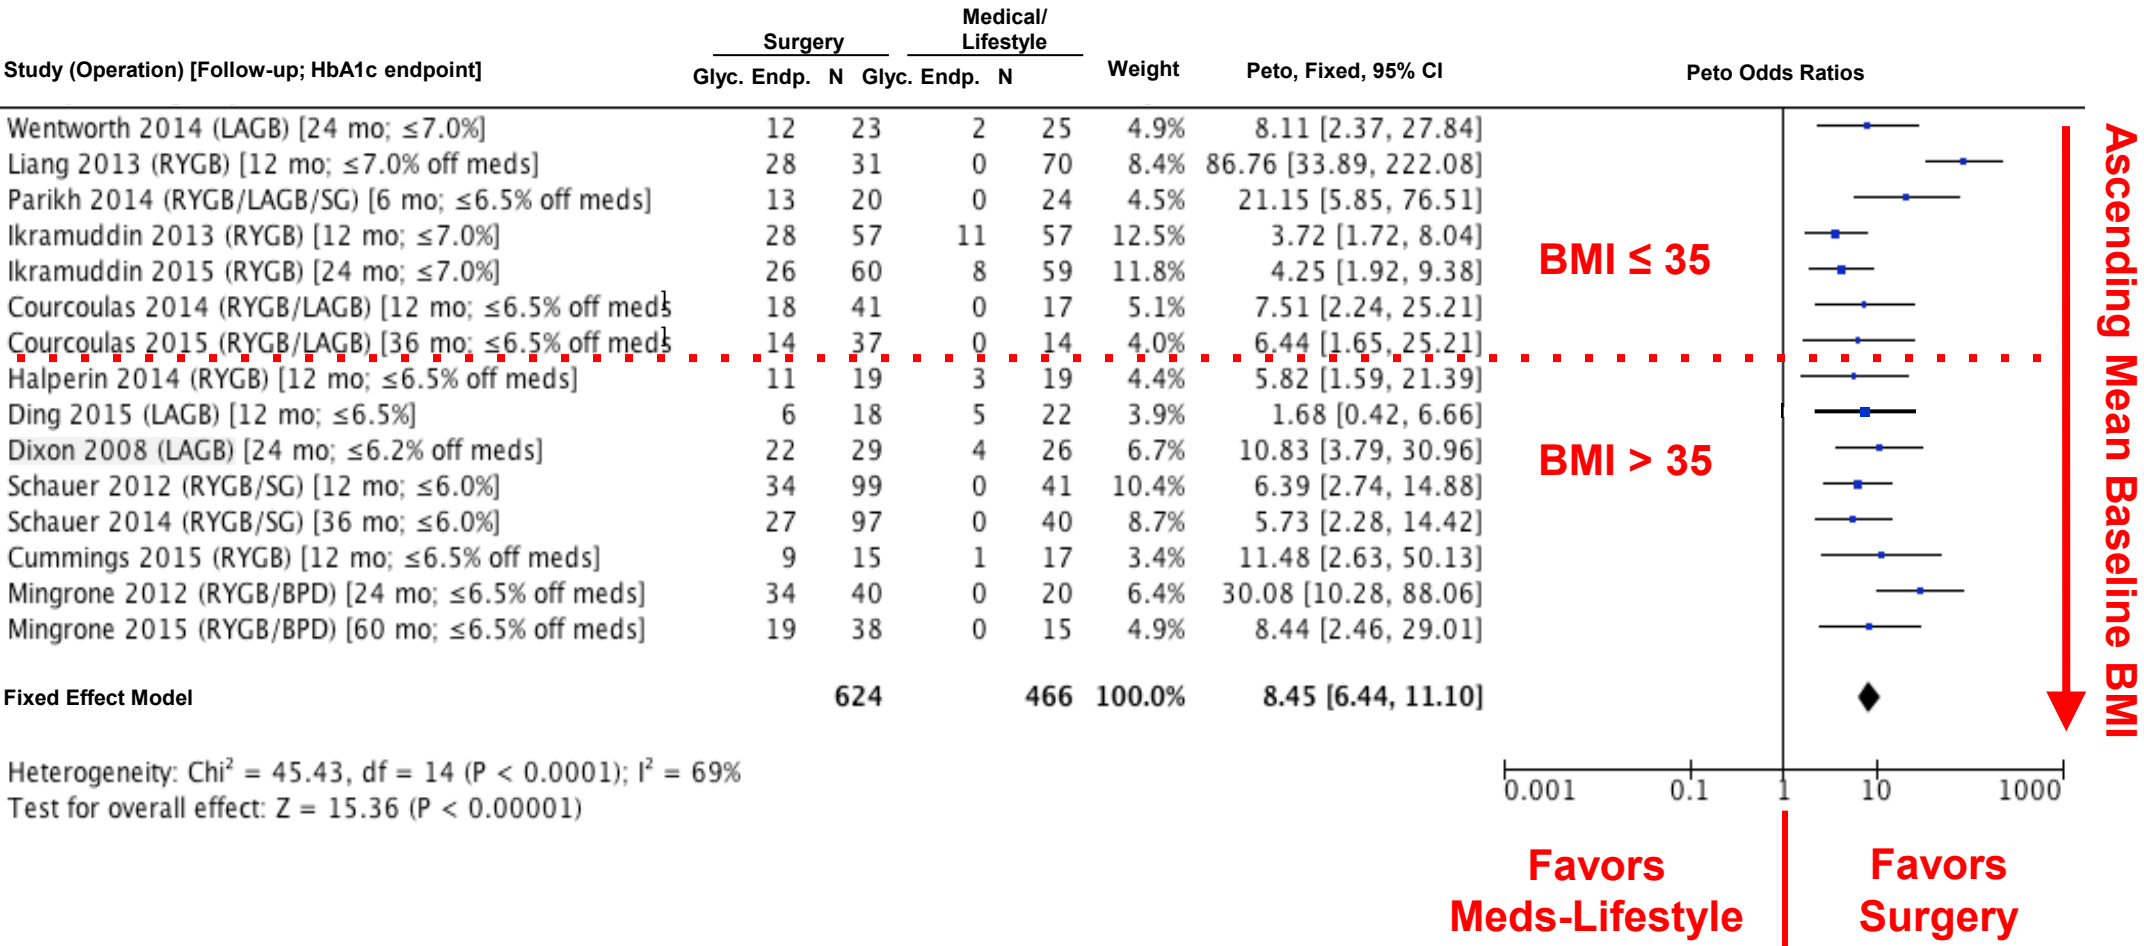 Medical/
Surgery Lifestyle
Study (Operation) [Follow-up; HbA1c endpoint] Glyc. Endp. N Glyc. Endp. N Weight Peto, Fixed, 95% CI Peto Odds Ratios
Wentworth 2014 (LAGB) [24 mo; ≤7.0%] 12 23 2 25 4.9% 8.11 [2.37, 27.84]
Liang 2013 (RYGB) [12 mo; ≤7.0% off meds] 28 31 0 70 8.4% 86.76 [33.89, 222.08]
Parikh 2014 (RYGB/LAGB/SG) [6 mo; ≤6.5% off meds] 13 20 0 24 4.5% 21.15 [5.85, 76.51]
Ikramuddin 2013 (RYGB) [12 mo; ≤7.0%] 28 57 11 57 12.5% 3.72 [1.72, 8.04]
BMI ≤ 35
Ikramuddin 2015 (RYGB) [24 mo; ≤7.0%] 26 60 8 59 11.8% 4.25 [1.92, 9.38]
Courcoulas 2014 (RYGB/LAGB) [12 mo; ≤6.5% off meds] 18 41 0 17 5.1% 7.51 [2.24, 25.21]
Courcoulas 2015 (RYGB/LAGB) [36 mo; ≤6.5% off meds] 14 37 0 14 4.0% 6.44 [1.65, 25.21]
Halperin 2014 (RYGB) [12 mo; ≤6.5% off meds] 11 19 3 19 4.4% 5.82 [1.59, 21.39]
Ding 2015 (LAGB) [12 mo; ≤6.5%] 6 18 5 22 3.9% 1.68 [0.42, 6.66]
Dixon 2008 (LAGB) [24 mo; ≤6.2% off meds] 22 29 4 26 6.7% 10.83 [3.79, 30.96]
BMI > 35
Schauer 2012 (RYGB/SG) [12 mo; ≤6.0%] 34 99 0 41 10.4% 6.39 [2.74, 14.88]
Schauer 2014 (RYGB/SG) [36 mo; ≤6.0%] 27 97 0 40 8.7% 5.73 [2.28, 14.42]
Cummings 2015 (RYGB) [12 mo; ≤6.5% off meds] 9 15 1 17 3.4% 11.48 [2.63, 50.13]
Mingrone 2012 (RYGB/BPD) [24 mo; ≤6.5% off meds] 34 40 0 20 6.4% 30.08 [10.28, 88.06]
Mingrone 2015 (RYGB/BPD) [60 mo; ≤6.5% off meds] 19 38 0 15 4.9% 8.44 [2.46, 29.01]
Fixed Effect Model 624 466 100.0% 8.45 [6.44, 11.10]
Ascending Mean Baseline BMI
Heterogeneity: Chi² = 45.43, df = 14 (P < 0.0001); I² = 69%
Test for overall effect: Z = 15.36 (P < 0.00001)
0.001 0.1 1 10 1000
Favors Favors
Meds-Lifestyle Surgery